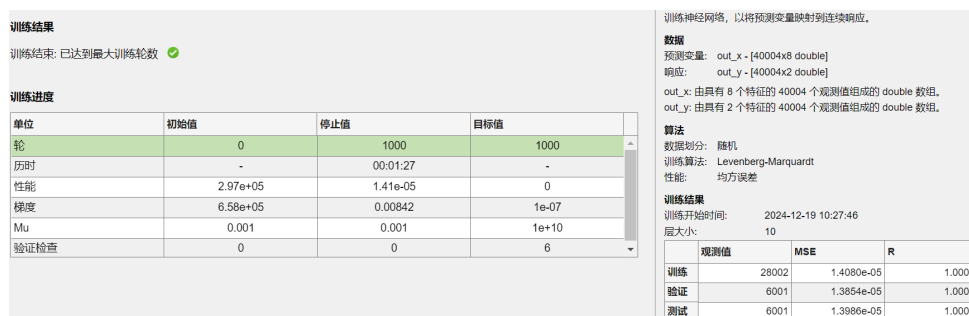 训练结果
训练结束: 已达到最大训练轮数
训练进度
单位 初始值 停止值 目标值
轮 0 1000 1000
历时 - 00:01:27 -
性能 2.97e+05 1.41e-05 0
梯度 6.58e+05 0.00842 1e-07
Mu 0.001 0.001 1e+10
验证检查 0 0 6
训练神经网络，以将预测变量映射到连续响应。
数据
预测变量: out_x - [40004x8 double]
响应: out_y - [40004x2 double]
out_x: 由具有 8 个特征的 40004 个观测值组成的 double 数组。
out_y: 由具有 2 个特征的 40004 个观测值组成的 double 数组。
算法
数据划分: 随机
训练算法: Levenberg-Marquardt
性能: 均方误差
训练结果
训练开始时间: 2024-12-19 10:27:46
层大小: 10
观测值 MSE R
训练 28002 1.4080e-05 1.000
验证 6001 1.3854e-05 1.000
测试 6001 1.3986e-05 1.000